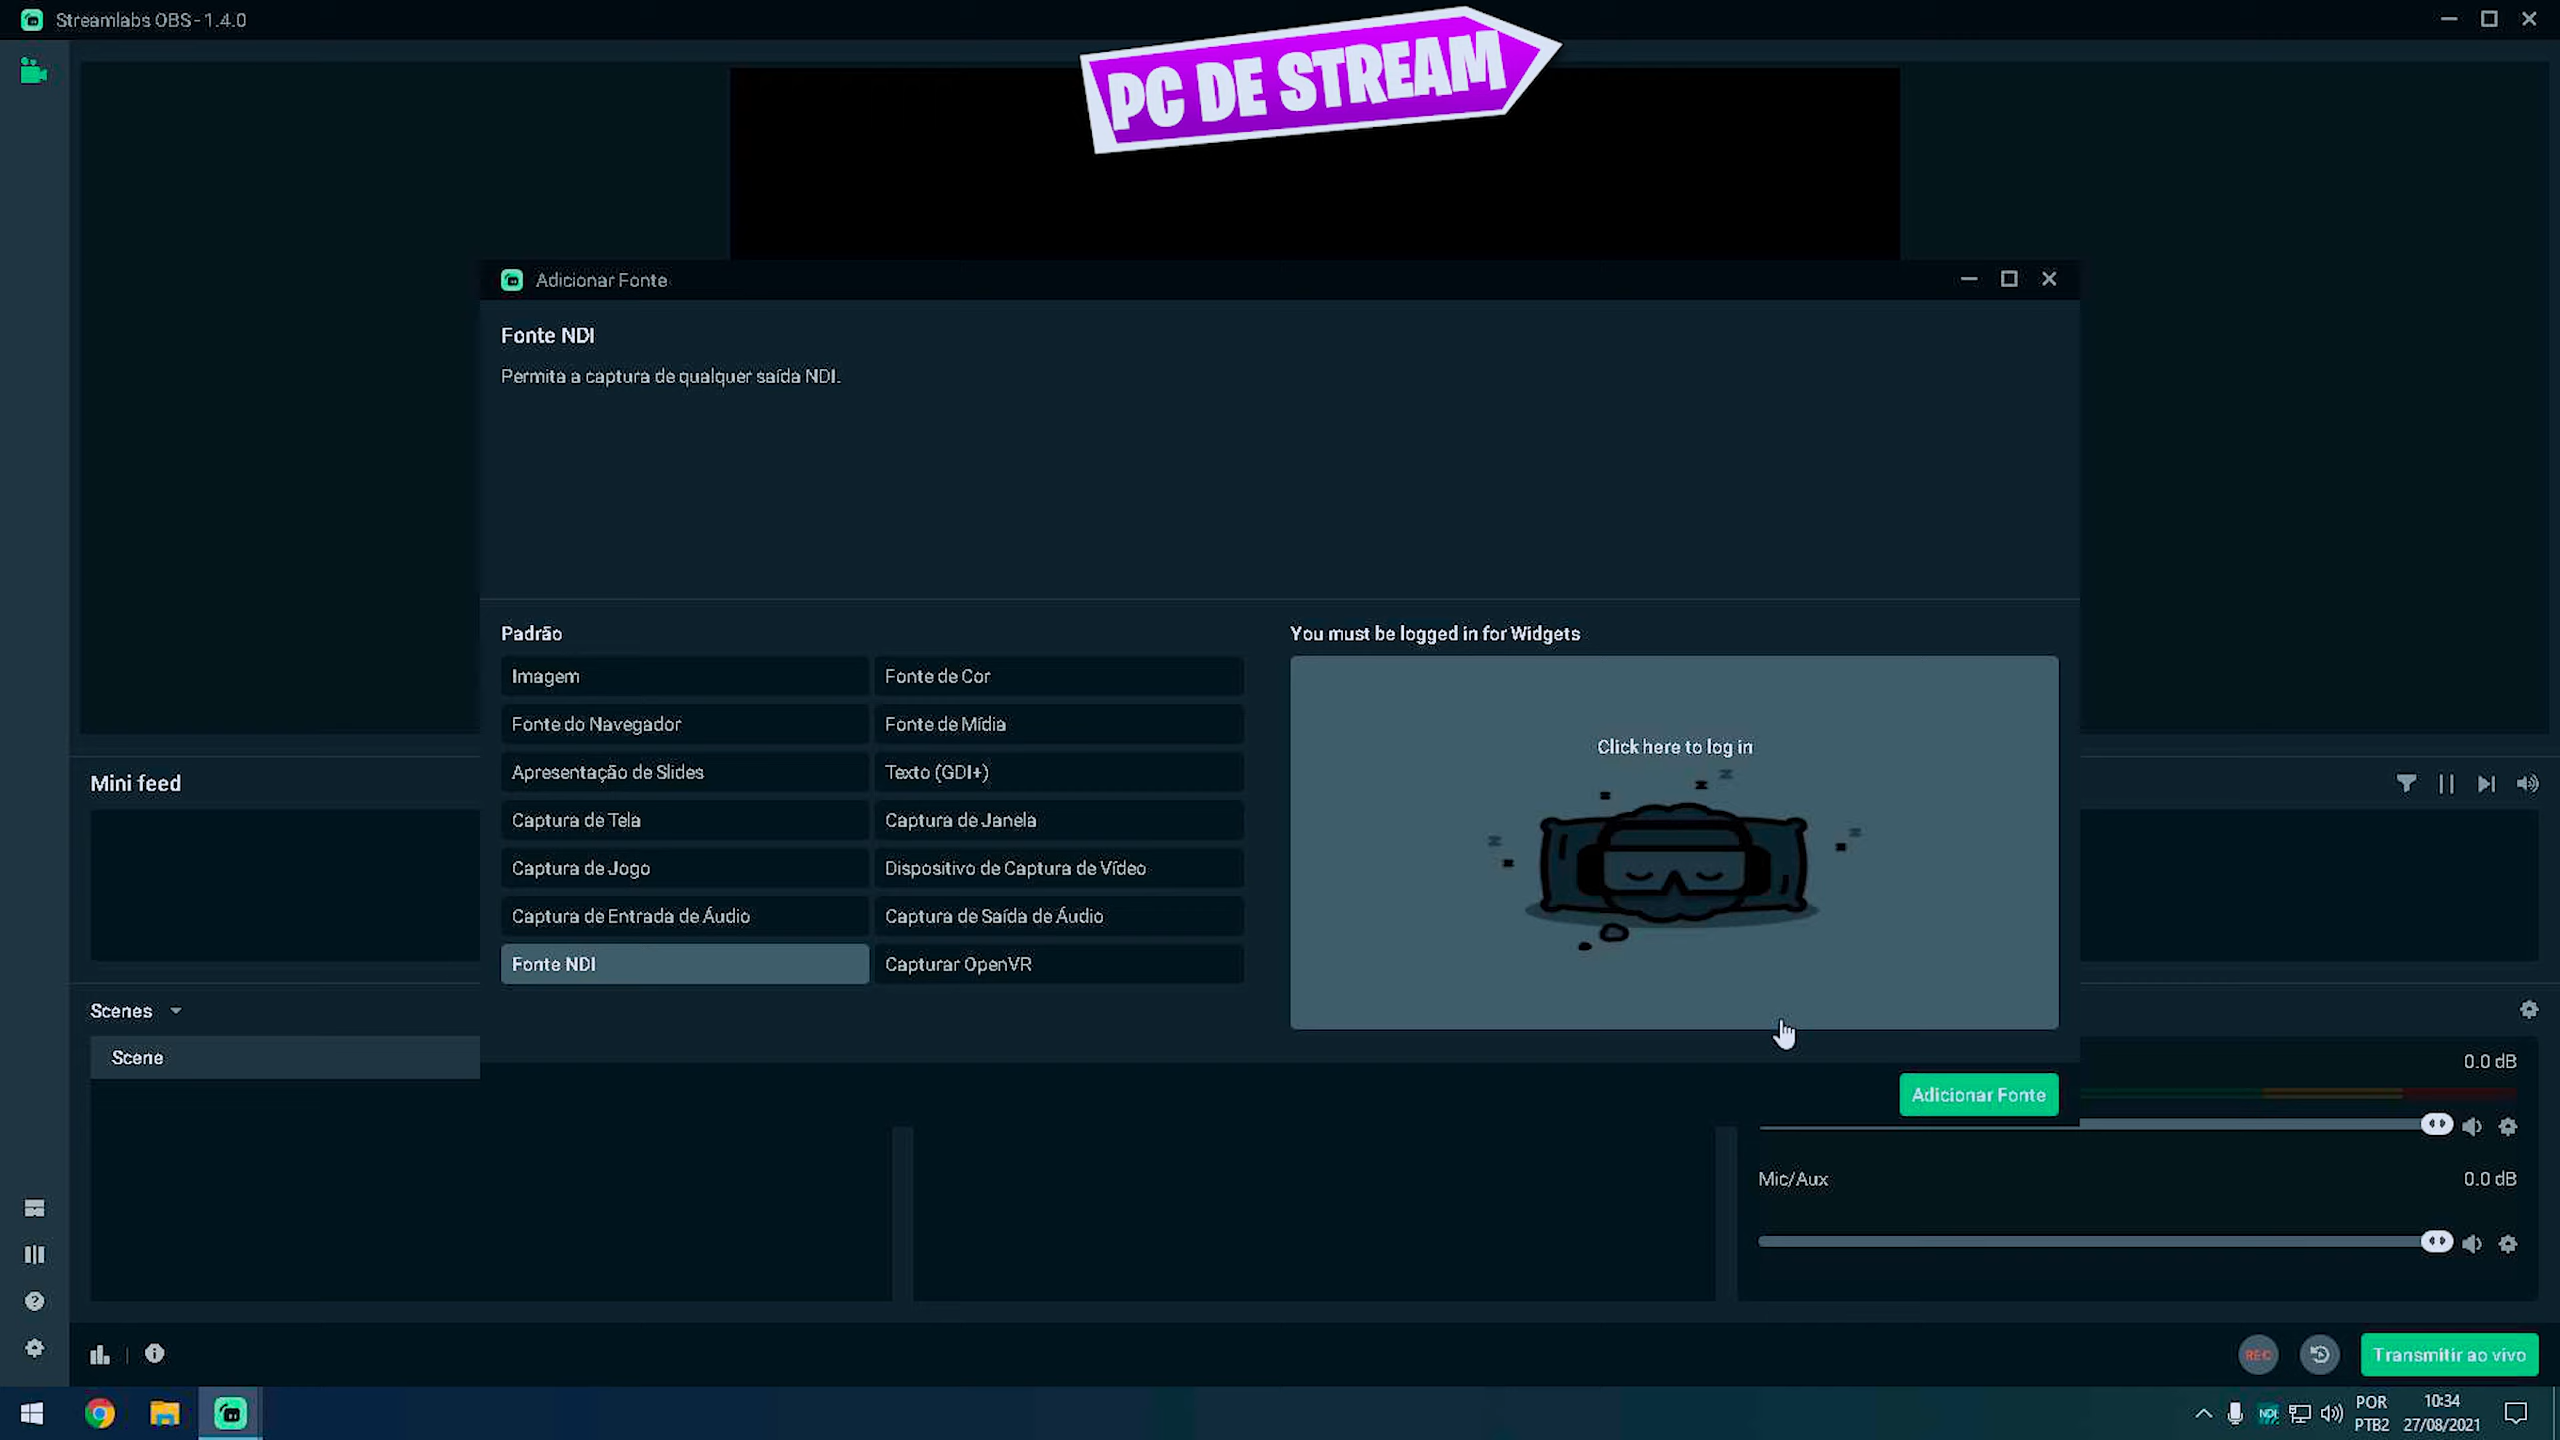 Streamlabs OBS - 1.4.0
PC DE STREAM
Adicionar Fonte
Fonte NDI
Permita a captura de qualquer saída NDI.
Padrão
Imagem
Fonte de Cor
Fonte do Navegador
Fonte de Mídia
Apresentação de Slides
Texto (GDI+)
Captura de Tela
Captura de Janela
Captura de Jogo
Dispositivo de Captura de Vídeo
Captura de Entrada de Áudio
Captura de Saída de Áudio
Fonte NDI
Capturar OpenVR
You must be logged in for Widgets
Click here to log in
Adicionar Fonte
Mini feed
Scenes
Scene
0.0 dB
Mic/Aux
0.0 dB
REC
Transmitir ao vivo
NDI
POR
PTB2
10:34
27/08/2021